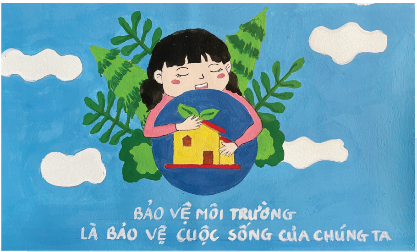 BẢO VỆ MÔI TRƯỜNG
LÀ BẢO VỆ CUỘC SỐNG CỦA CHÚNG TA